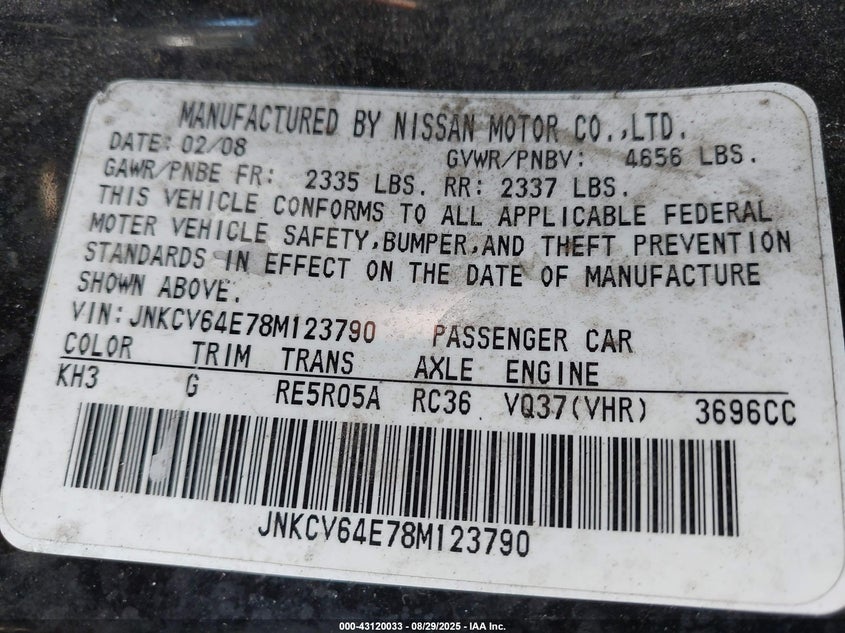 MANUFACTURED BY NISSAN MOTOR CO.,LTD.
DATE: 02/08 GVWR/PNBV: 4656 LBS.
GAWR/PNBE FR: 2335 LBS. RR: 2337 LBS.
THIS VEHICLE CONFORMS TO ALL APPLICABLE FEDERAL
MOTER VEHICLE SAFETY,BUMPER,AND THEFT PREVENTION
STANDARDS IN EFFECT ON THE DATE OF MANUFACTURE
SHOWN ABOVE.
VIN: JNKCV64E78M123790 PASSENGER CAR
COLOR TRIM TRANS AXLE ENGINE
KH3 G RE5R05A RC36 VQ37(VHR) 3696CC
JNKCV64E78M123790
000-43120033 - 08/29/2025 - IAA Inc.